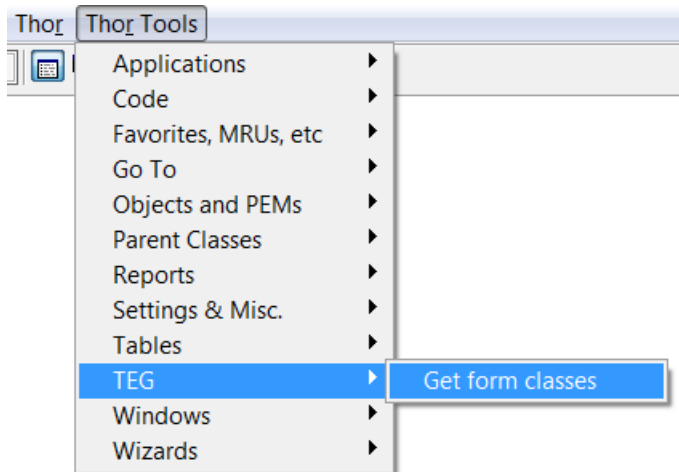 Thor Thor Tools
Applications
Code
Favorites, MRUs, etc
Go To
Objects and PEMs
Parent Classes
Reports
Settings & Misc.
Tables
TEG Get form classes
Windows
Wizards